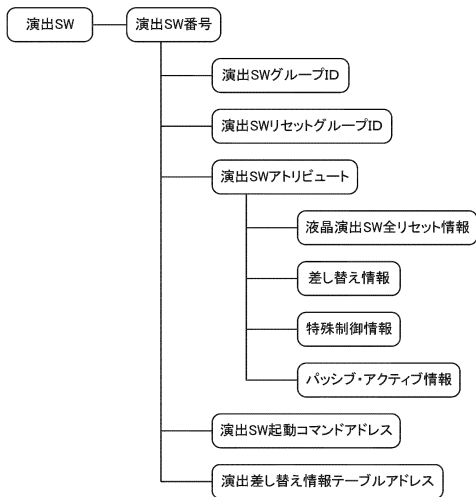 演出SW
演出SW番号
演出SWグループID
演出SWリセットグループID
演出SWアトリビュート
液晶演出SW全リセット情報
差し替え情報
特殊制御情報
パッシブ・アクティブ情報
演出SW起動コマンドアドレス
演出差し替え情報テーブルアドレス